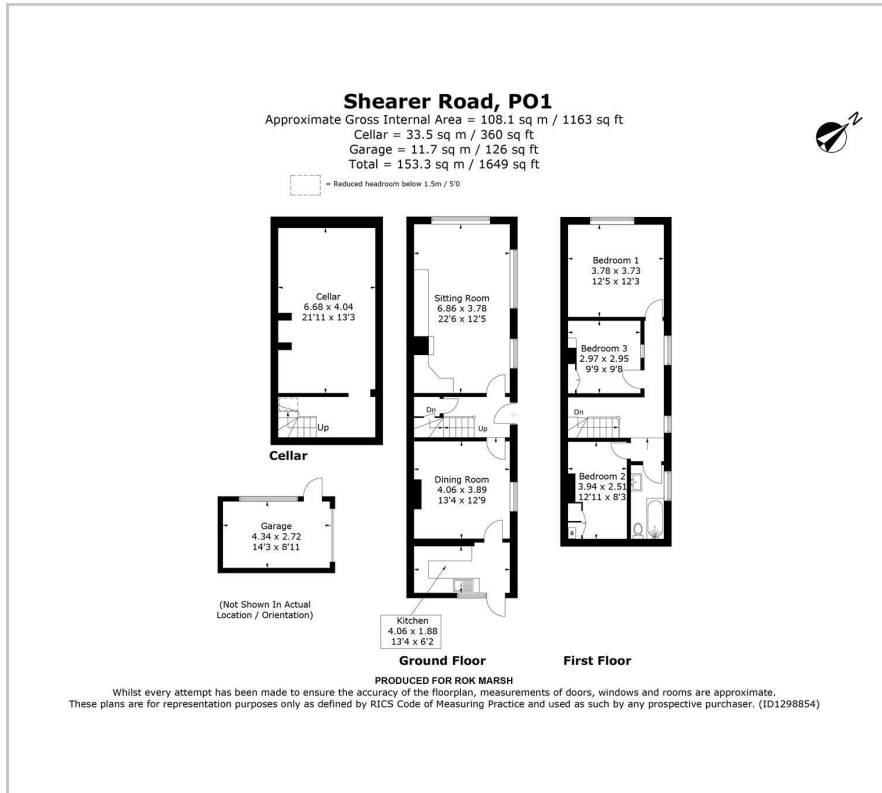 Shearer Road, PO1
Approximate Gross Internal Area = 108.1 sq m / 1163 sq ft
Cellar = 33.5 sq m / 360 sq ft
Garage = 11.7 sq m / 126 sq ft
Total = 153.3 sq m / 1649 sq ft
= Reduced headroom below 1.5m / 5'0
N
Cellar
6.68 x 4.04
21'11 x 13'3
Up
Cellar
Garage
4.34 x 2.72
14'3 x 8'11
(Not Shown In Actual
Location / Orientation)
Sitting Room
6.86 x 3.78
22'6 x 12'5
Dn
Up
Dining Room
4.06 x 3.89
13'4 x 12'9
Kitchen
4.06 x 1.88
13'4 x 6'2
Ground Floor
Bedroom 1
3.78 x 3.73
12'5 x 12'3
Bedroom 3
2.97 x 2.95
9'9 x 9'8
Dn
Bedroom 2
3.94 x 2.51
12'11 x 8'3
B
First Floor
PRODUCED FOR ROK MARSH
Whilst every attempt has been made to ensure the accuracy of the floorplan, measurements of doors, windows and rooms are approximate.
These plans are for representation purposes only as defined by RICS Code of Measuring Practice and used as such by any prospective purchaser. (ID1298854)